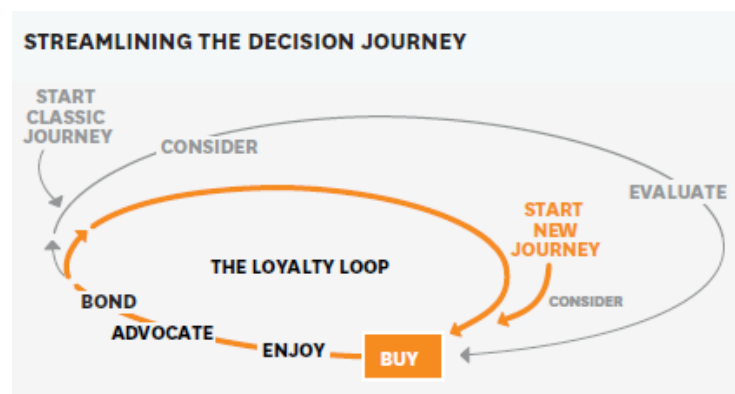 STREAMLINING THE DECISION JOURNEY
START
CLASSIC
JOURNEY
CONSIDER
EVALUATE
START
NEW
JOURNEY
THE LOYALTY LOOP
CONSIDER
BOND
ADVOCATE
ENJOY
BUY